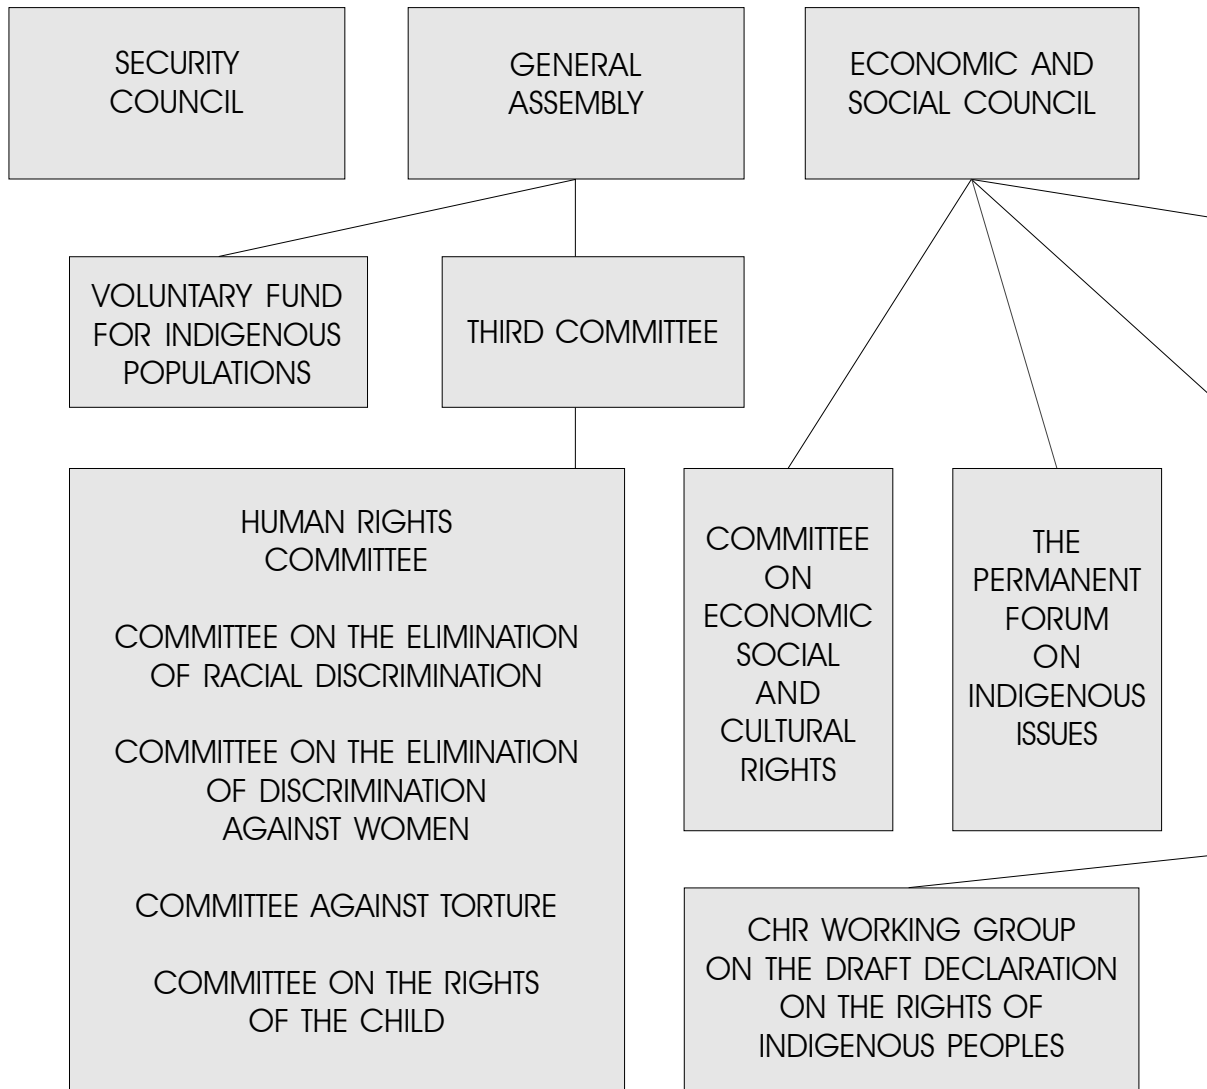 SECURITY
COUNCIL
GENERAL
ASSEMBLY
ECONOMIC AND
SOCIAL COUNCIL
VOLUNTARY FUND
FOR INDIGENOUS
POPULATIONS
THIRD COMMITTEE
HUMAN RIGHTS
COMMITTEE
COMMITTEE ON THE ELIMINATION
OF RACIAL DISCRIMINATION
COMMITTEE ON THE ELIMINATION
OF DISCRIMINATION
AGAINST WOMEN
COMMITTEE AGAINST TORTURE
COMMITTEE ON THE RIGHTS
OF THE CHILD
COMMITTEE
ON
ECONOMIC
SOCIAL
AND
CULTURAL
RIGHTS
THE
PERMANENT
FORUM
ON
INDIGENOUS
ISSUES
CHR WORKING GROUP
ON THE DRAFT DECLARATION
ON THE RIGHTS OF
INDIGENOUS PEOPLES